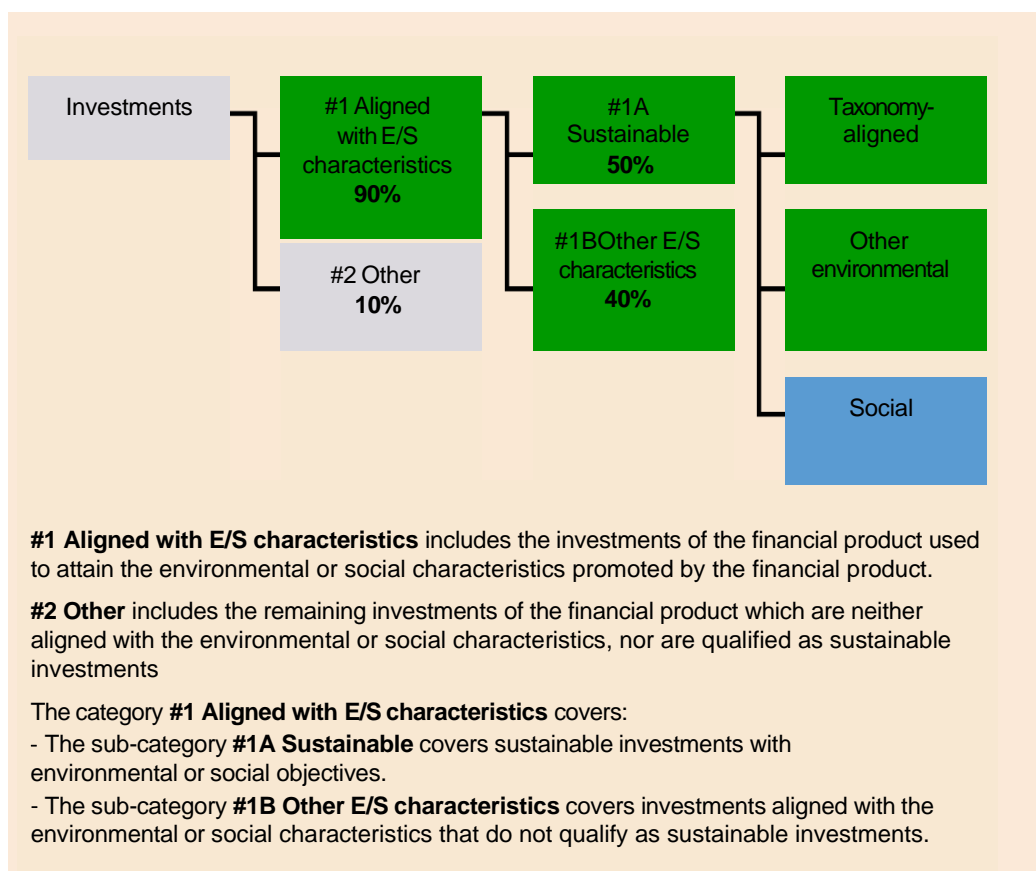 Investments
#1 Aligned
with E/S
characteristics
90%
#2 Other
10%
#1A
Sustainable
50%
#1BOther E/S
characteristics
40%
Taxonomy-
aligned
Other
environmental
Social
#1 Aligned with E/S characteristics includes the investments of the financial product used
to attain the environmental or social characteristics promoted by the financial product.
#2 Other includes the remaining investments of the financial product which are neither
aligned with the environmental or social characteristics, nor are qualified as sustainable
investments
The category #1 Aligned with E/S characteristics covers:
- The sub-category #1A Sustainable covers sustainable investments with
environmental or social objectives.
- The sub-category #1B Other E/S characteristics covers investments aligned with the
environmental or social characteristics that do not qualify as sustainable investments.